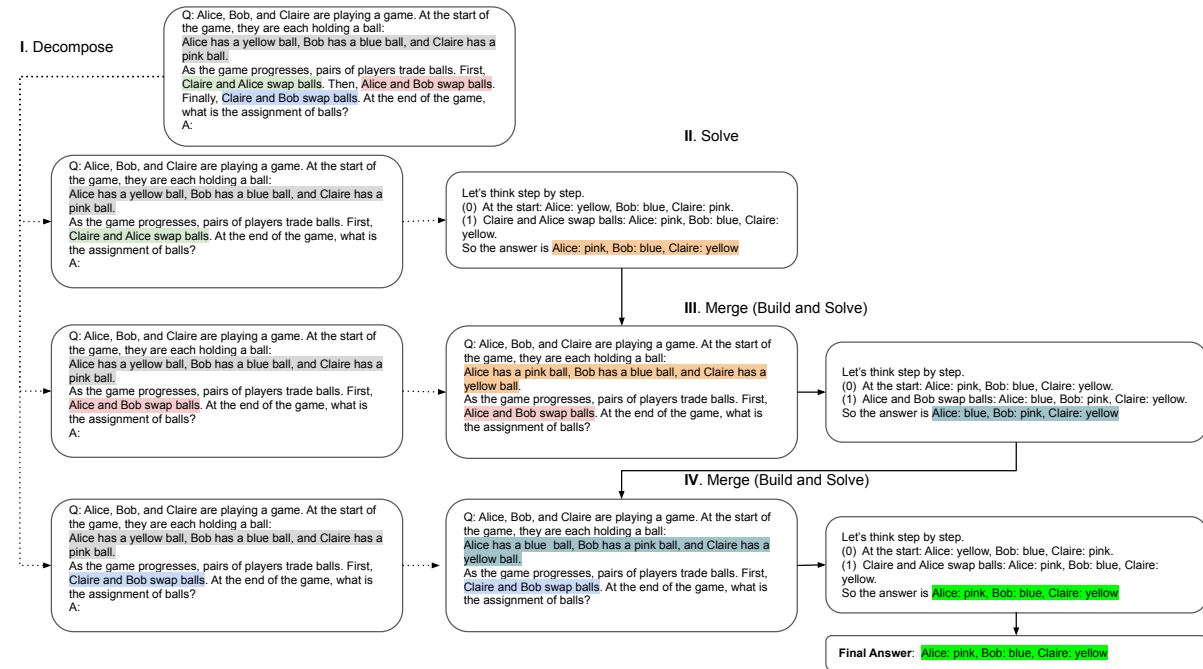 Q: Alice, Bob, and Claire are playing a game. At the start of
the game, they are each holding a ball:
Alice has a yellow ball, Bob has a blue ball, and Claire has a
pink ball.
As the game progresses, pairs of players trade balls. First,
Claire and Alice swap balls. Then, Alice and Bob swap balls.
Finally, Claire and Bob swap balls. At the end of the game,
what is the assignment of balls?
A:
I. Decompose
II. Solve
Q: Alice, Bob, and Claire are playing a game. At the start of
the game, they are each holding a ball:
Alice has a yellow ball, Bob has a blue ball, and Claire has a
pink ball.
As the game progresses, pairs of players trade balls. First,
Claire and Alice swap balls. At the end of the game, what is
the assignment of balls?
A:
Let's think step by step.
(0) At the start: Alice: yellow, Bob: blue, Claire: pink.
(1) Claire and Alice swap balls: Alice: pink, Bob: blue, Claire:
yellow.
So the answer is Alice: pink, Bob: blue, Claire: yellow
III. Merge (Build and Solve)
Q: Alice, Bob, and Claire are playing a game. At the start of
the game, they are each holding a ball:
Alice has a yellow ball, Bob has a blue ball, and Claire has a
pink ball.
As the game progresses, pairs of players trade balls. First,
Alice and Bob swap balls. At the end of the game, what is
the assignment of balls?
A:
Q: Alice, Bob, and Claire are playing a game. At the start of
the game, they are each holding a ball:
Alice has a pink ball, Bob has a blue ball, and Claire has a
yellow ball.
As the game progresses, pairs of players trade balls. First,
Alice and Bob swap balls. At the end of the game, what is
the assignment of balls?
Let's think step by step.
(0) At the start: Alice: pink, Bob: blue, Claire: yellow.
(1) Alice and Bob swap balls: Alice: blue, Bob: pink, Claire: yellow.
So the answer is Alice: blue, Bob: pink, Claire: yellow
IV. Merge (Build and Solve)
Q: Alice, Bob, and Claire are playing a game. At the start of
the game, they are each holding a ball:
Alice has a yellow ball, Bob has a blue ball, and Claire has a
pink ball.
As the game progresses, pairs of players trade balls. First,
Claire and Bob swap balls. At the end of the game, what is the
assignment of balls?
A:
Q: Alice, Bob, and Claire are playing a game. At the start of
the game, they are each holding a ball:
Alice has a blue ball, Bob has a pink ball, and Claire has a
yellow ball.
As the game progresses, pairs of players trade balls. First,
Claire and Bob swap balls. At the end of the game, what is
the assignment of balls?
Let's think step by step.
(0) At the start: Alice: yellow, Bob: blue, Claire: pink.
(1) Claire and Alice swap balls: Alice: pink, Bob: blue, Claire:
yellow.
So the answer is Alice: pink, Bob: blue, Claire: yellow
Final Answer: Alice: pink, Bob: blue, Claire: yellow